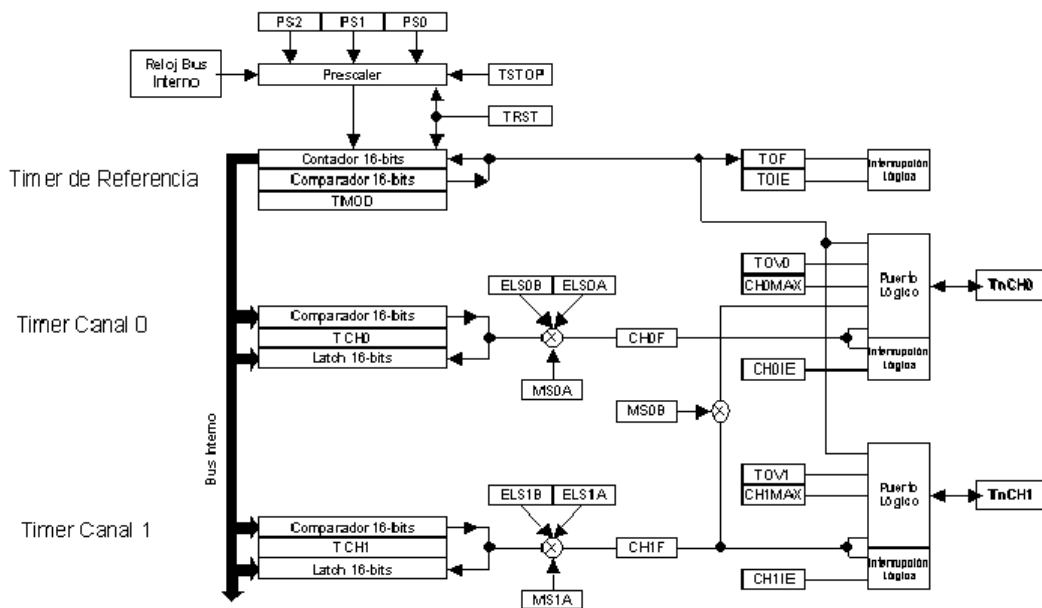 PS2 PS1 PS0
Reloj Bus
Interno
Prescaler
TSTOP
TRST
Timer de Referencia
Contador 16-bits
Comparador 16-bits
TMOD
TOF
TOIE
Interrupción
Lógica
Timer Canal 0
Comparador 16-bits
TCH0
Latch 16-bits
ELS0B ELS0A
MS0A
CH0F
TOV0
CH0MAX
Puerto
Lógico
TnCH0
Interrupción
Lógica
CH0IE
MS0B
Bus Interno
Timer Canal 1
Comparador 16-bits
TCH1
Latch 16-bits
ELS1B ELS1A
MS1A
CH1F
TOV1
CH1MAX
Puerto
Lógico
TnCH1
Interrupción
Lógica
CH1IE